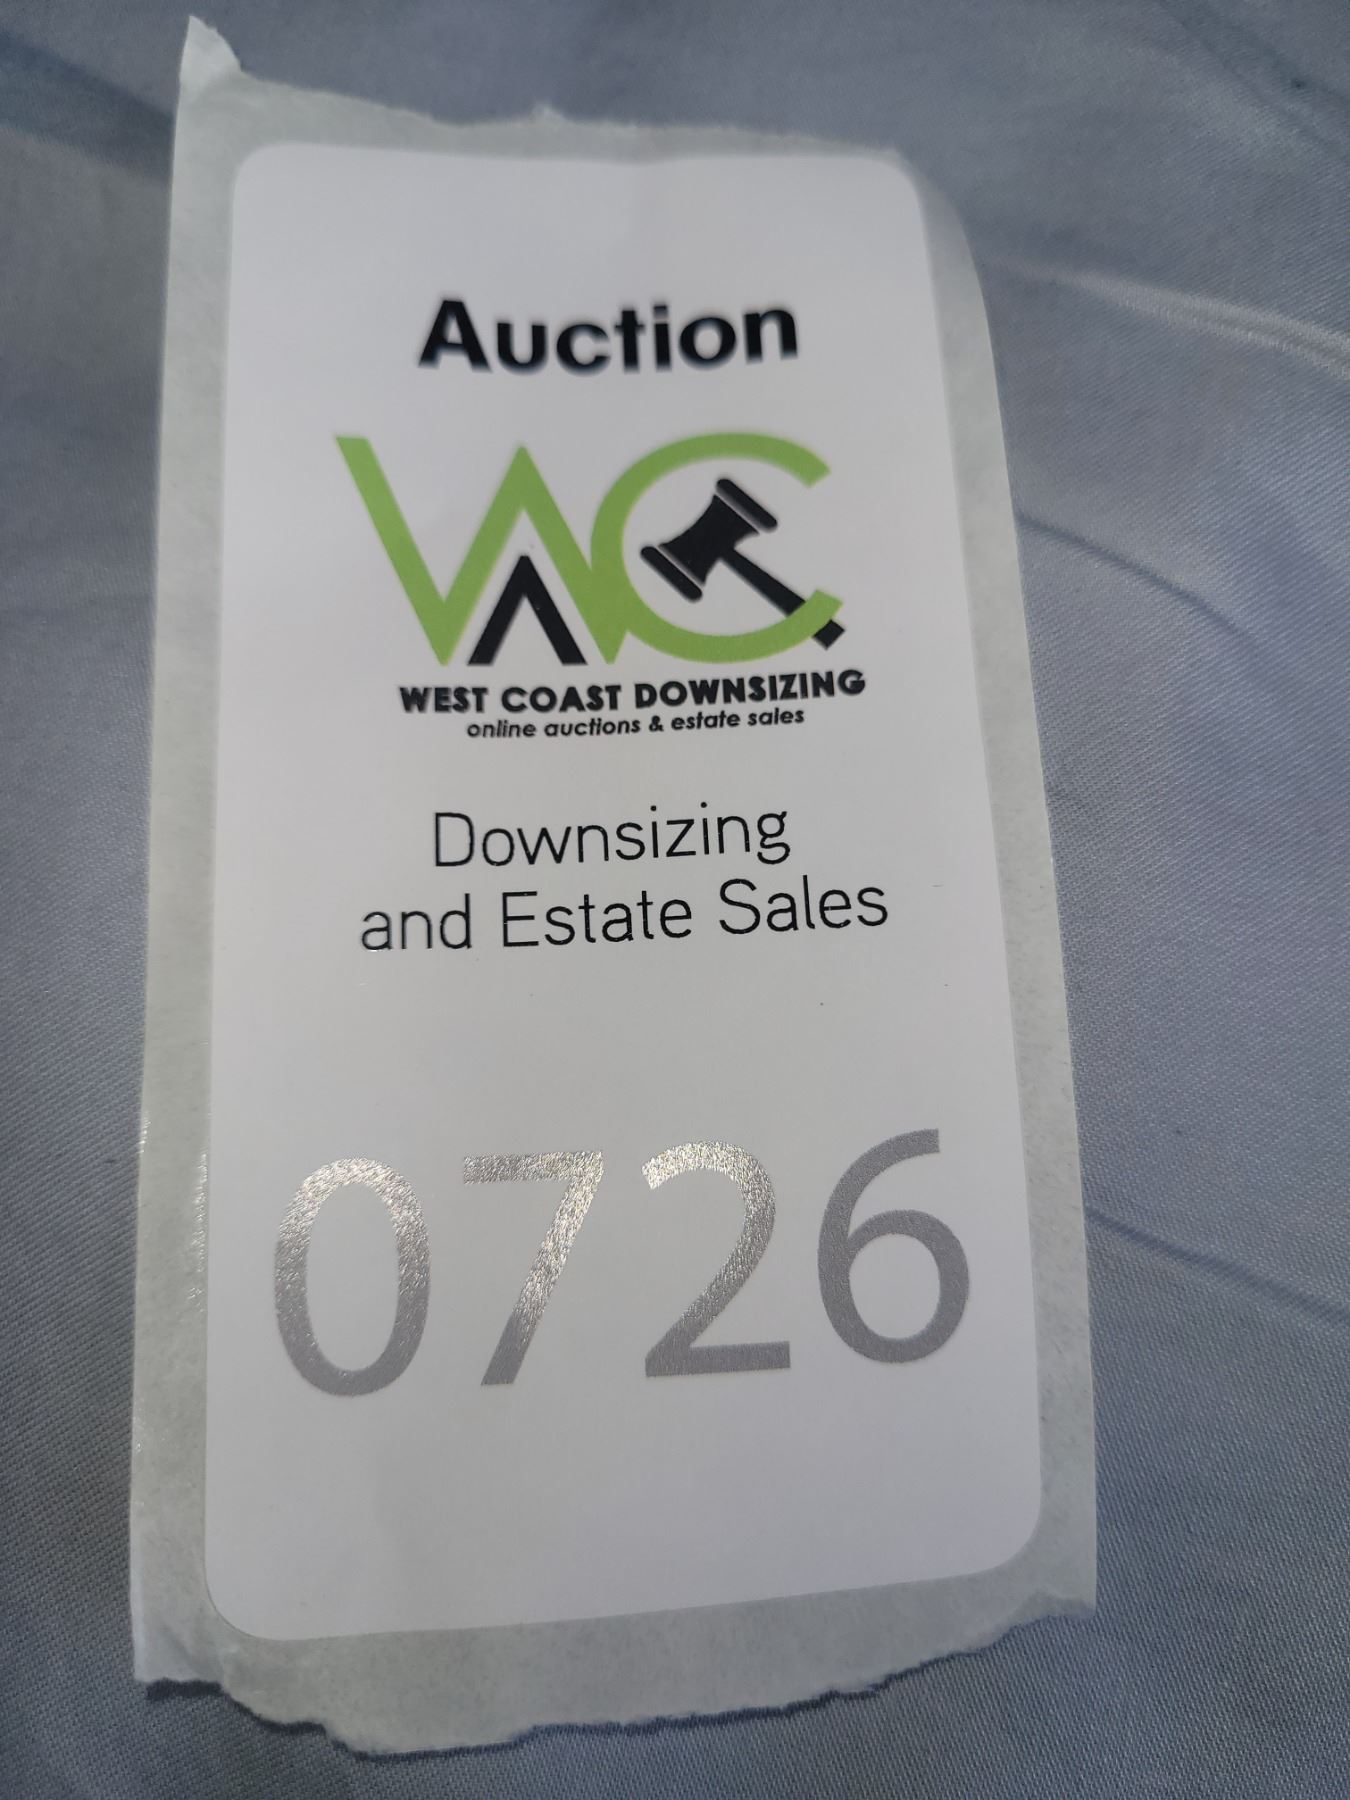 Auction
WC
WEST COAST DOWNSIZING
online auctions & estate sales
Downsizing
and Estate Sales
0726